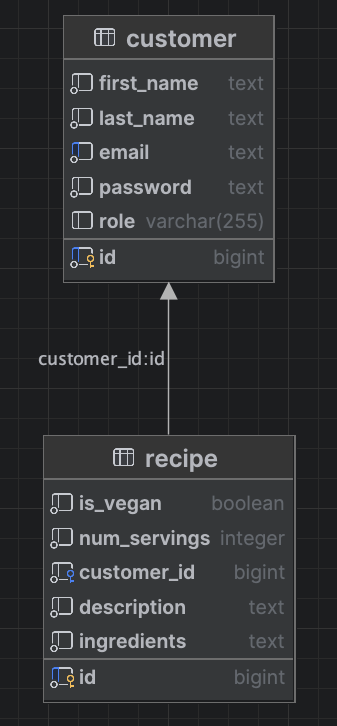 customer
first_name text
last_name text
email text
password text
role varchar(255)
id bigint
customer_id:id
recipe
is_vegan boolean
num_servings integer
customer_id bigint
description text
ingredients text
id bigint